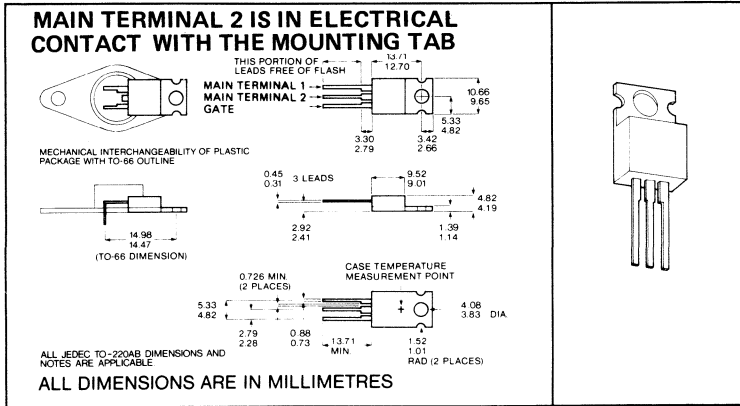 MAIN TERMINAL 2 IS IN ELECTRICAL
CONTACT WITH THE MOUNTING TAB
THIS PORTION OF
LEADS FREE OF FLASH
13.71
12.70
MAIN TERMINAL 1
MAIN TERMINAL 2
GATE
10.66
9.65
5.33
4.82
3.30
2.79
3.42
2.66
MECHANICAL INTERCHANGEABILITY OF PLASTIC
PACKAGE WITH TO-66 OUTLINE
0.45
0.31
3 LEADS
9.52
9.01
4.82
4.19
14.98
14.47
(TO-66 DIMENSION)
2.92
2.41
1.39
1.14
0.726 MIN.
(2 PLACES)
CASE TEMPERATURE
MEASUREMENT POINT
5.33
4.82
4.08
3.83 DIA.
2.79
2.28
0.88
0.73
13.71
MIN.
1.52
1.01
RAD (2 PLACES)
ALL JEDEC TO-220AB DIMENSIONS AND
NOTES ARE APPLICABLE
ALL DIMENSIONS ARE IN MILLIMETRES